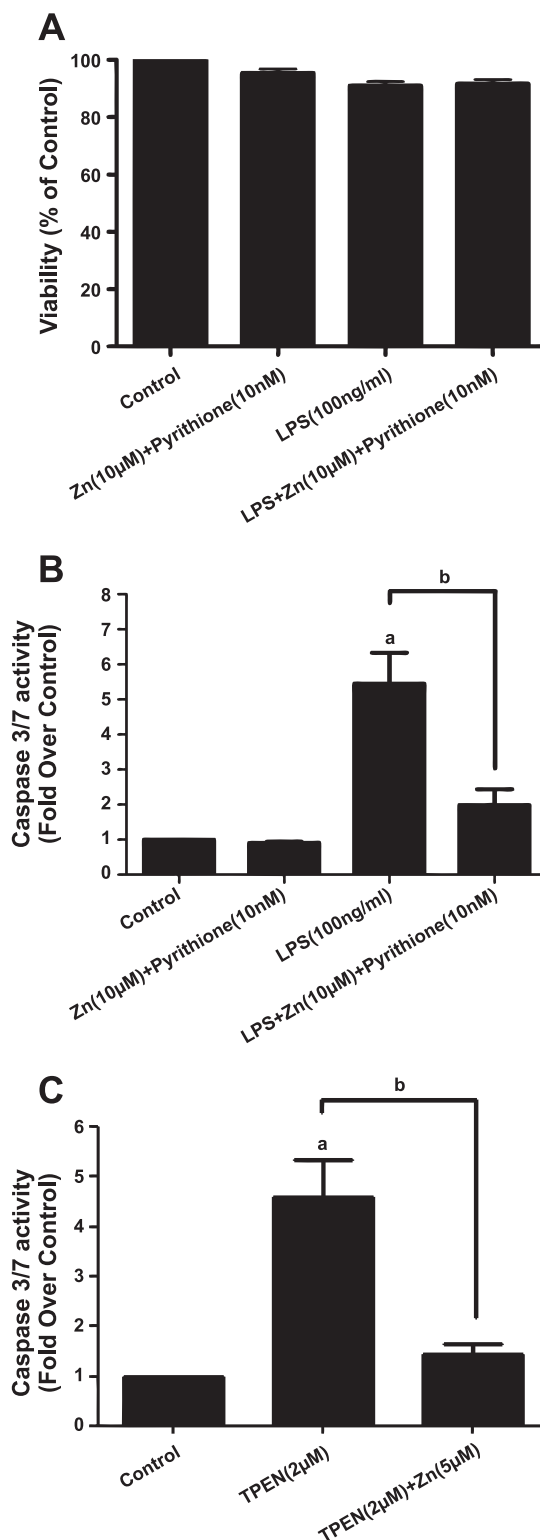 A
Viability (% of Control)
100
80
60
40
20
0
Control
Zn(10μM)+Pyrithione(10nM)
LPS(100ng/ml)
LPS+Zn(10μM)+Pyrithione(10nM)
B
Caspase 3/7 activity
(Fold Over Control)
8
7
6
5
4
3
2
1
0
a
b
Control
Zn(10μM)+Pyrithione(10nM)
LPS(100ng/ml)
LPS+Zn(10μM)+Pyrithione(10nM)
C
Caspase 3/7 activity
(Fold Over Control)
6
5
4
3
2
1
0
a
b
Control
TPEN(2μM)
TPEN(2μM)+Zn(5μM)